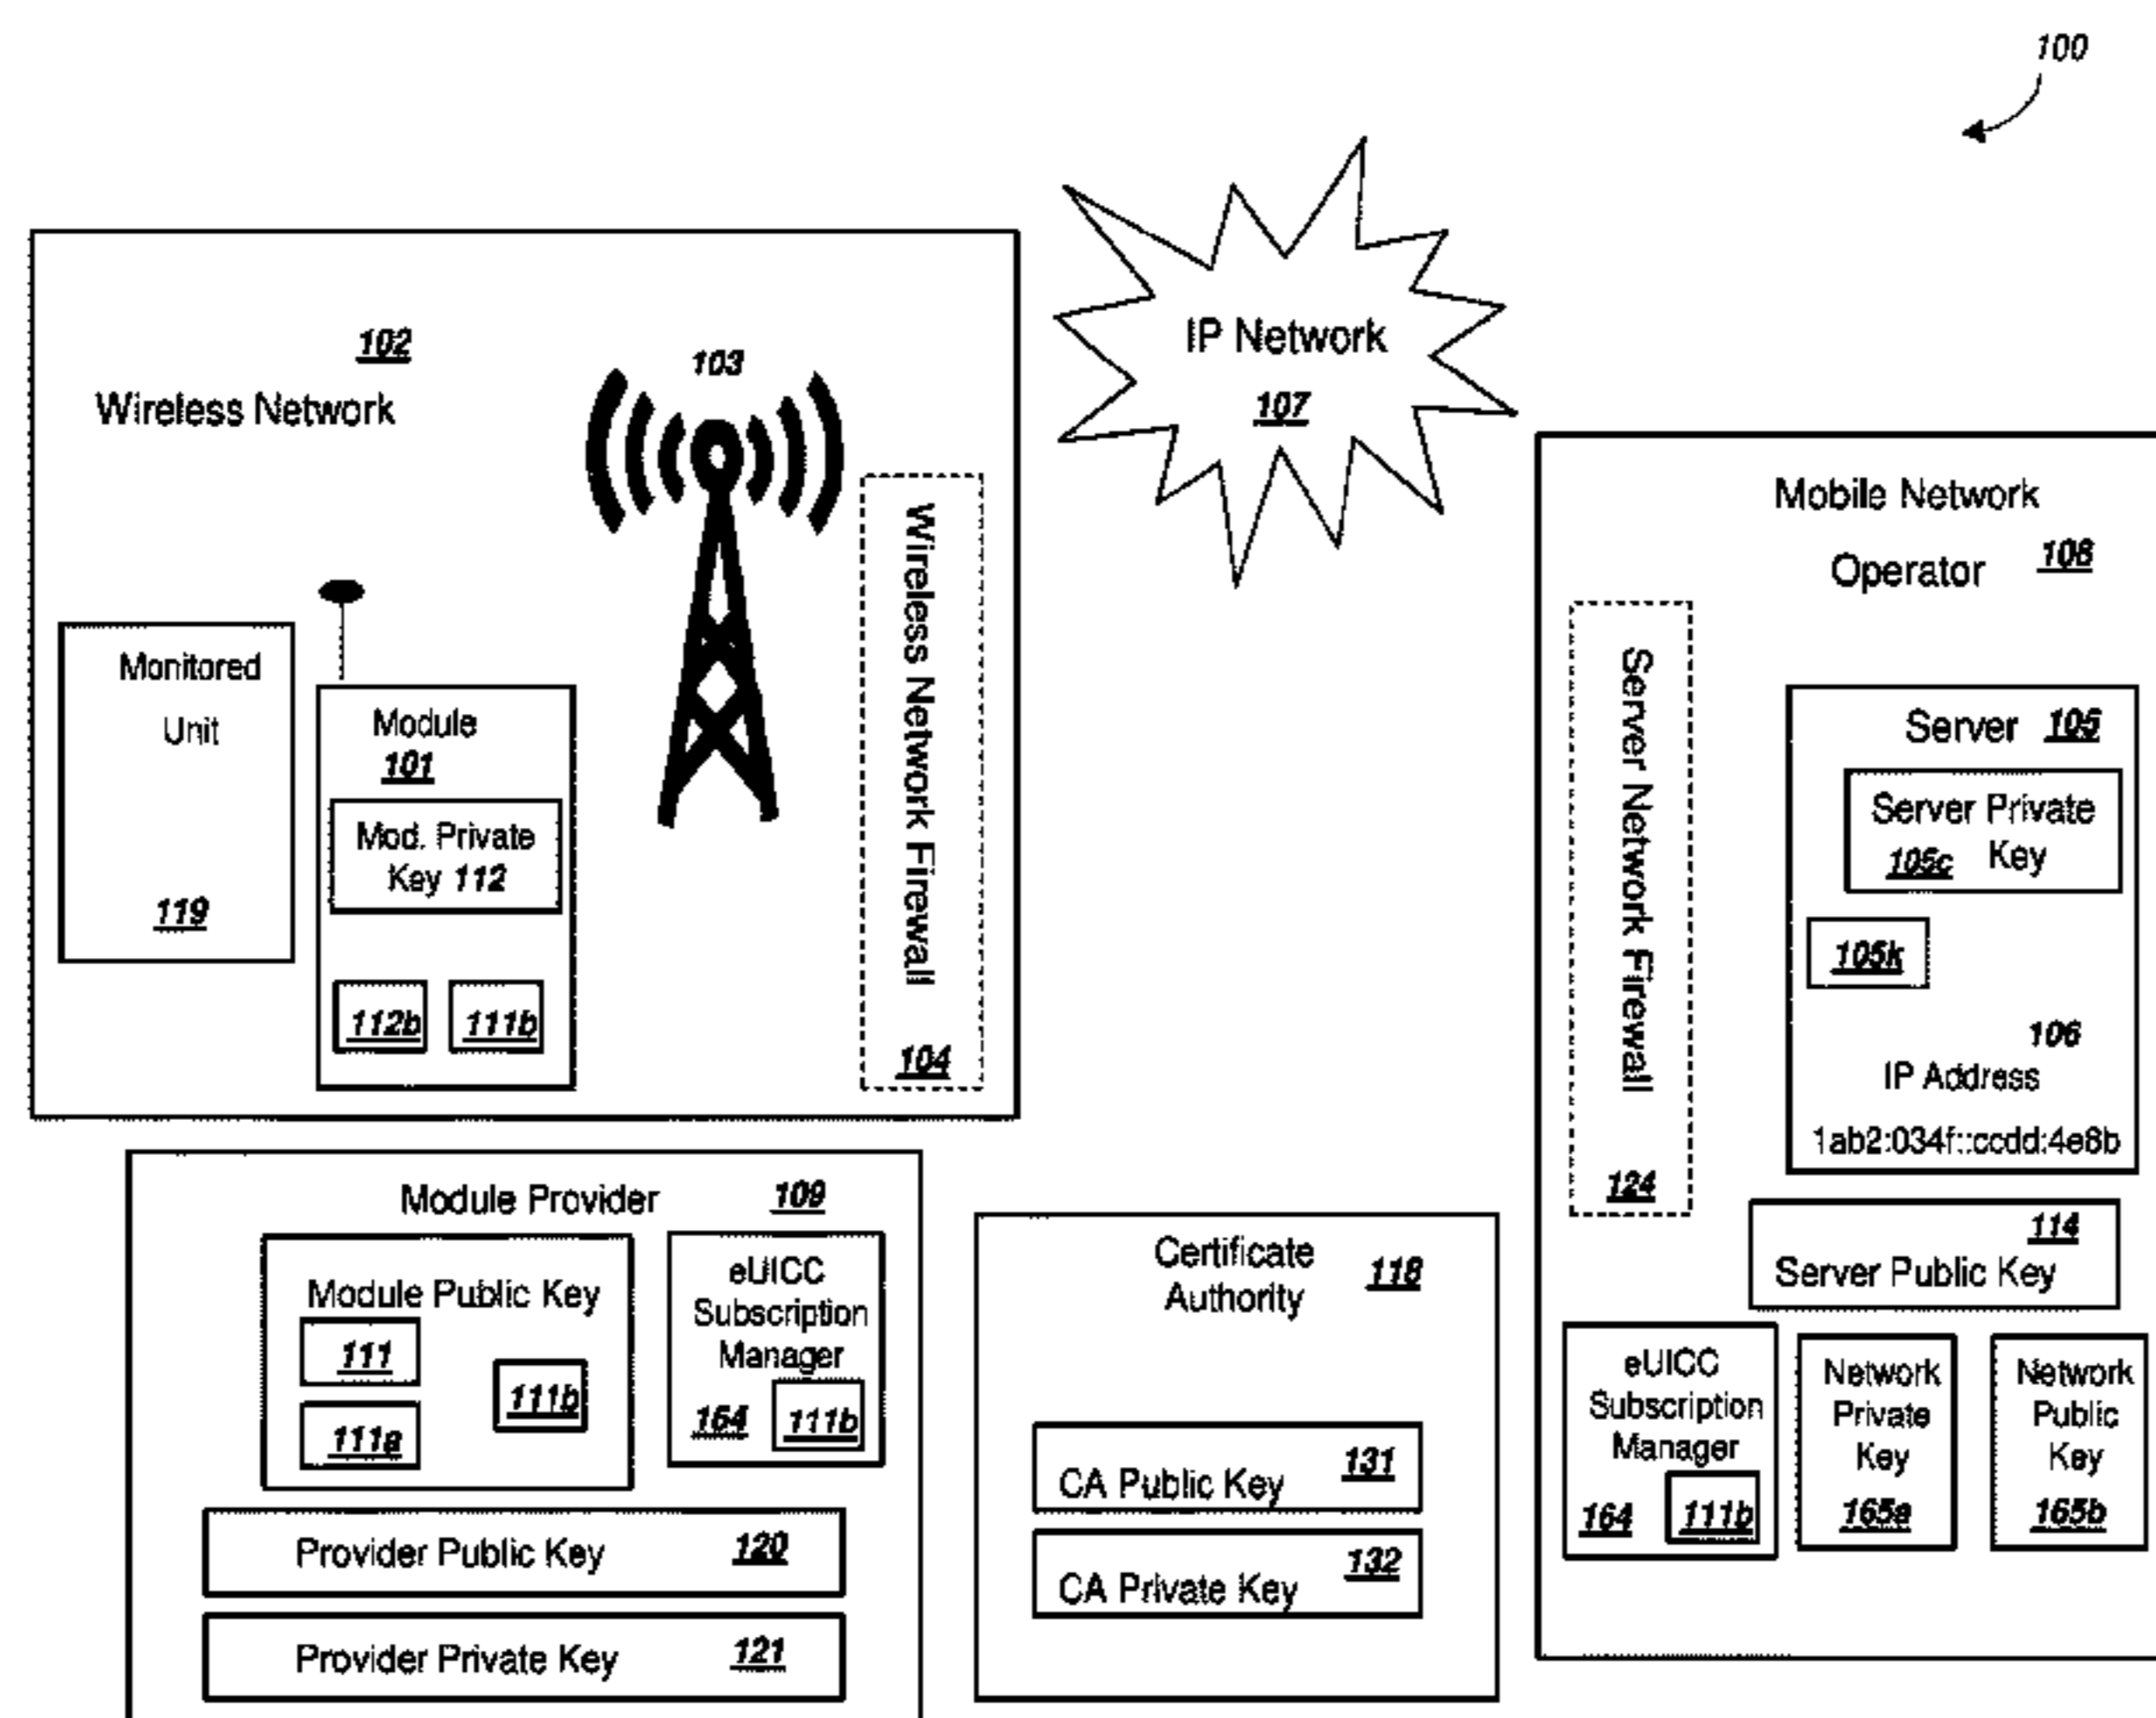 100
102
Wireless Network
103
Wireless Network Firewall
104
Monitored
Unit
119
Module
101
Mod. Private
Key 112
112b
111b
IP Network
107
Mobile Network
Operator 108
Server Network Firewall
124
Server 105
Server Private
105c Key
105k
106
IP Address
1ab2:034f::ccdd:4e8b
114
Server Public Key
eUICC
Subscription
Manager
164 111b
Network
Private
Key
165a
Network
Public
Key
165b
Module Provider 109
Module Public Key
111
111b
111a
eUICC
Subscription
Manager
164 111b
Provider Public Key 120
Provider Private Key 121
Certificate
Authority 118
CA Public Key 131
CA Private Key 132